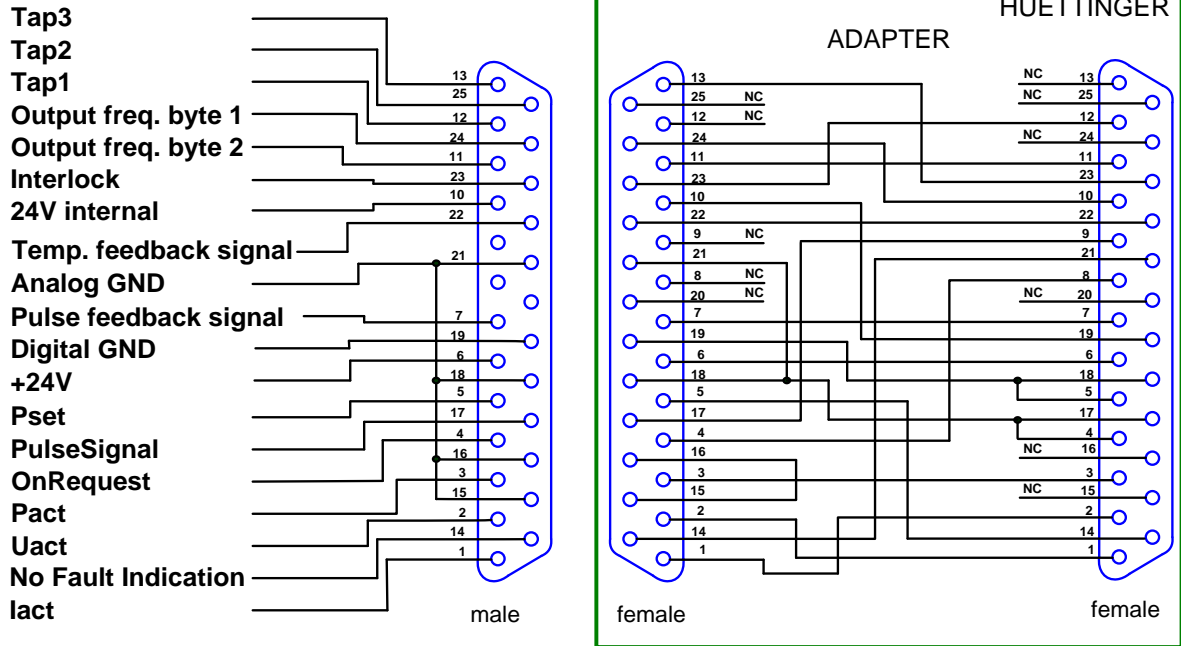 Tap3
Tap2
Tap1
Output freq. byte 1
Output freq. byte 2
Interlock
24V internal
Temp. feedback signal
Analog GND
Pulse feedback signal
Digital GND
+24V
Pset
PulseSignal
OnRequest
Pact
Uact
No Fault Indication
Iact
13
25
12
24
11
23
10
22
21
7
19
6
18
5
17
4
16
3
15
2
14
1
male
HUETTINGER
ADAPTER
13
25 NC
12 NC
24
11
23
10
22
9 NC
21
8 NC
20 NC
7
19
6
18
5
17
4
16
3
15
2
14
1
female
NC 13
NC 25
12
NC 24
11
23
10
22
9
21
8
NC 20
7
19
6
18
5
17
4
NC 16
3
NC 15
2
14
1
female